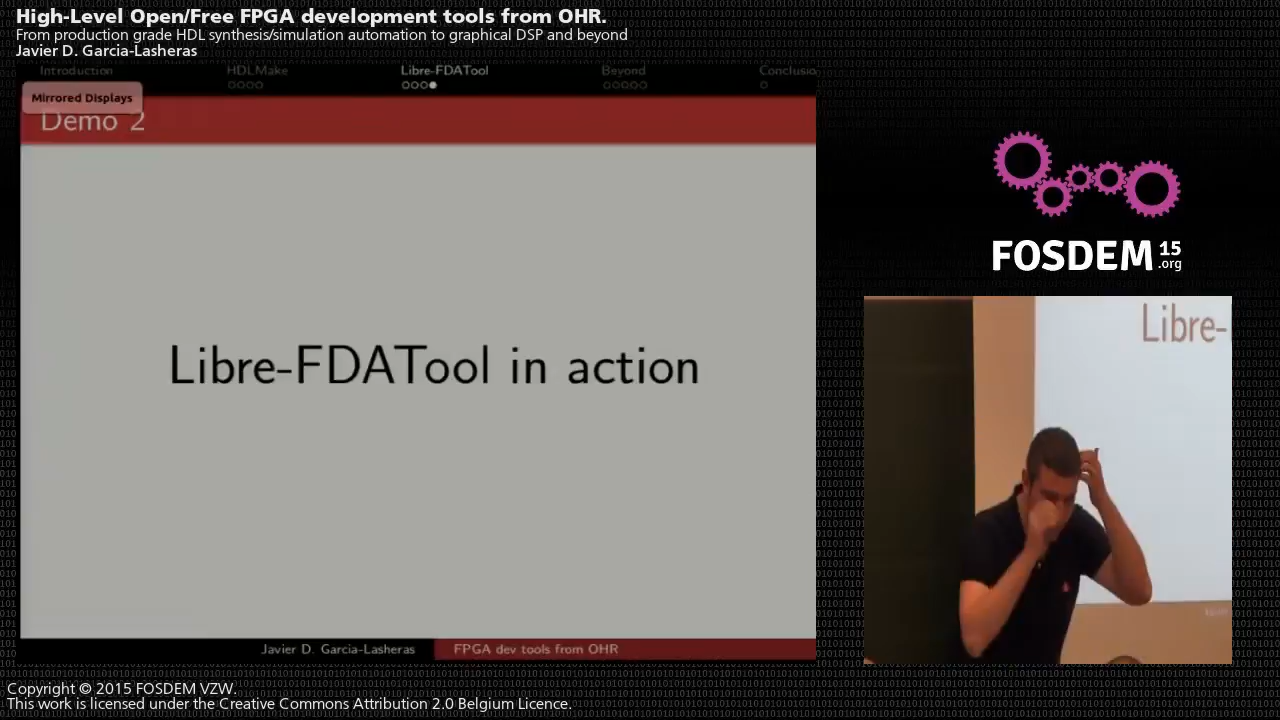 High-Level Open/Free FPGA development tools from OHR.
From production grade HDL synthesis/simulation automation to graphical DSP and beyond
Javier D. Garcia-Lasheras
Introduction
HDLMake
Libre-FDATool
Beyond
Conclusio
Mirrored Displays
Demo 2
Libre-FDATool in action
Javier D. Garcia-Lasheras
FPGA dev tools from OHR
FOSDEM 15
.org
Libre-
Copyright © 2015 FOSDEM VZW.
This work is licensed under the Creative Commons Attribution 2.0 Belgium Licence.